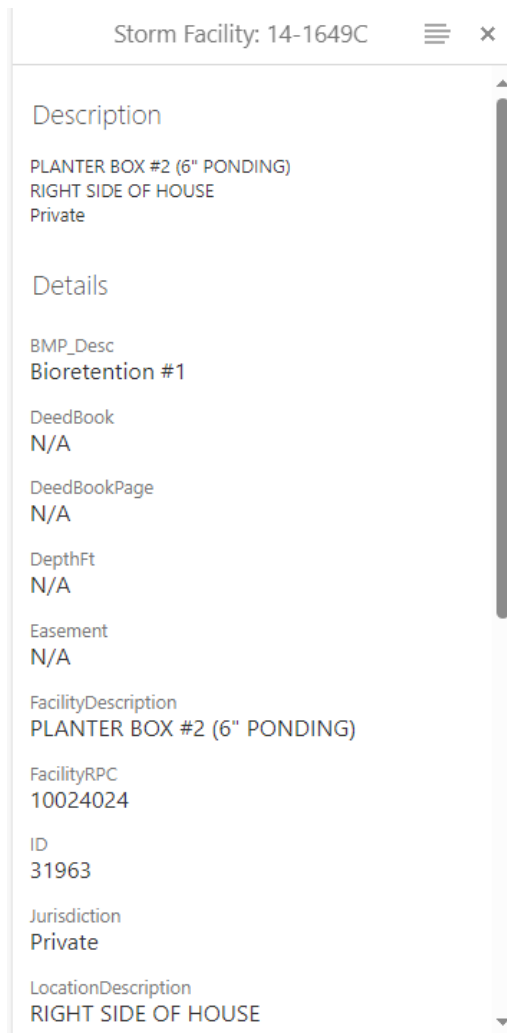 Storm Facility: 14-1649C
Description
PLANTER BOX #2 (6" PONDING)
RIGHT SIDE OF HOUSE
Private
Details
BMP_Desc
Bioretention #1
DeedBook
N/A
DeedBookPage
N/A
DepthFt
N/A
Easement
N/A
FacilityDescription
PLANTER BOX #2 (6" PONDING)
FacilityRPC
10024024
ID
31963
Jurisdiction
Private
LocationDescription
RIGHT SIDE OF HOUSE